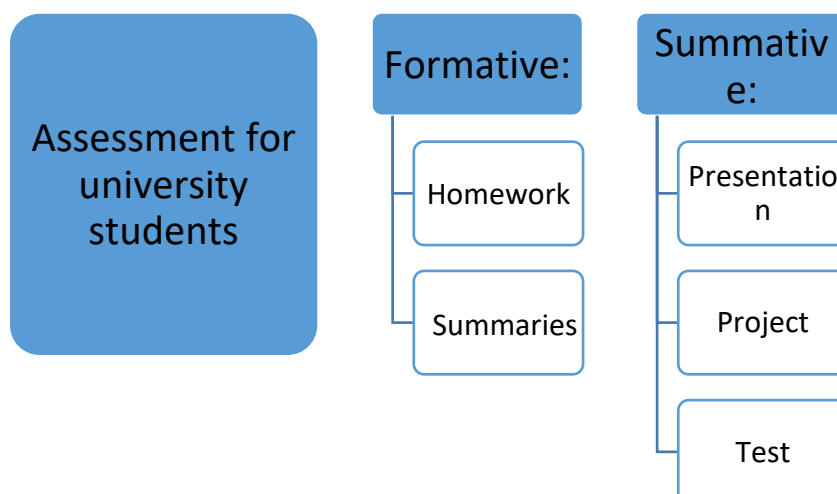 Assessment for
university
students
Formative:
Homework
Summaries
Summativ
e:
Presentatio
n
Project
Test